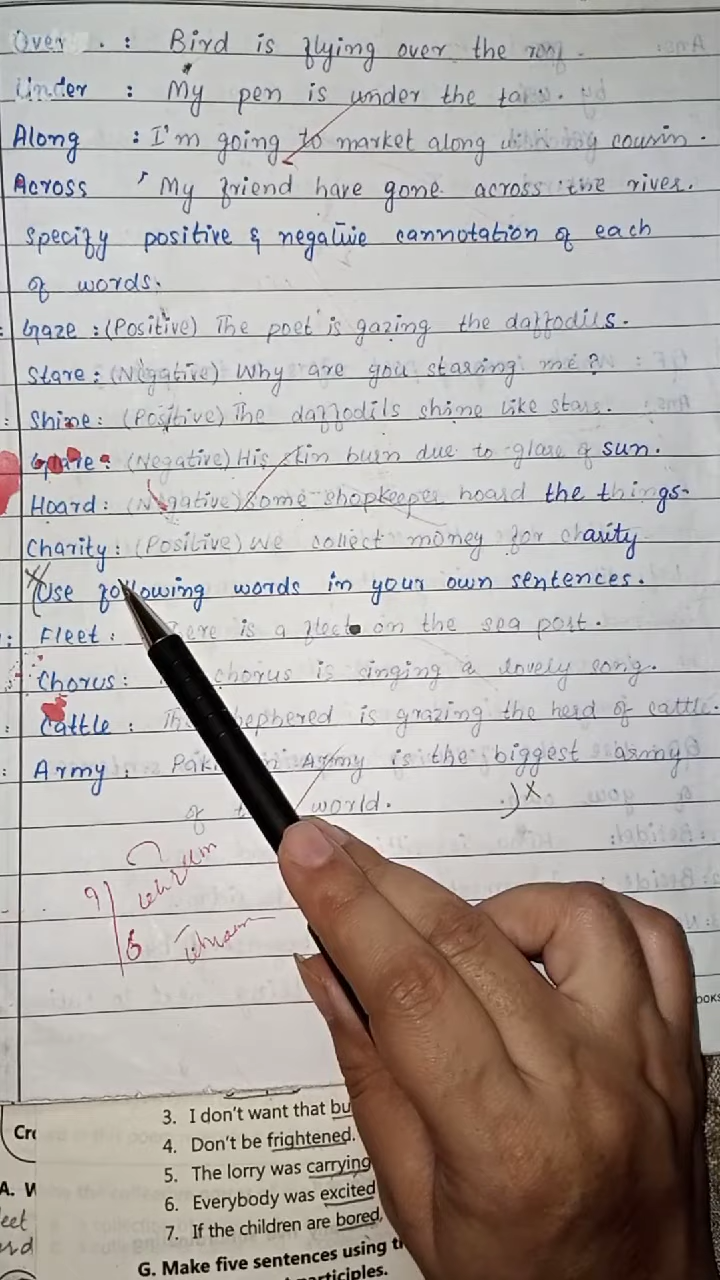 Over : Bird is flying over the roof.
Under : My pen is under the
Along : I'm going to market along with my cousin.
Across : My friend have gone across the river.
Specify positive & negative cannotation of each
of words.
Gaze : (Positive) The poet is gazing the daffodils.
Stare : (Negative) Why are you staring me?
Shine : (Positive) The daffodils shine like stars.
Glare : (Negative) His skin burn due to glare of sun.
Hoard : (Negative) Some shopkeeper hoard the things.
Charity : (Positive) We collect money for charity
Use following words in your own sentences.
Fleet : There is a fleet on the sea port.
Chorus : chorus is singing a lovely song.
Cattle : The shephered is grazing the herd of cattle.
Army : Army is the biggest army
of world. )x
3. I don't want that bu
4. Don't be frightened.
5. The lorry was carrying
6. Everybody was excited
7. If the children are bored,
G. Make five sentences using